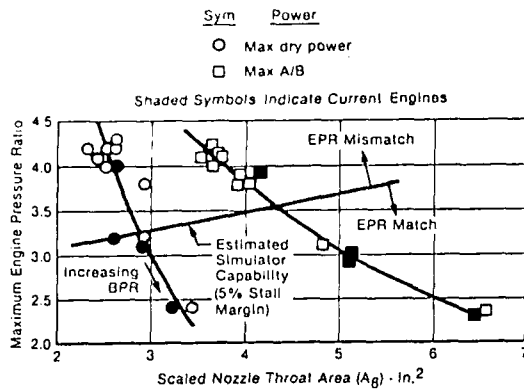 Sym Power
Max dry power
Max A/B
Shaded Symbols Indicate Current Engines
Maximum Engine Pressure Ratio
4 5
4.0
3.5
3.0
2.5
2.0
EPR Mismatch
EPR Match
Estimated
Simulator
Capability
(5% Stall
Margin)
Increasing
BPR
2 3 4 5 6 7
Scaled Nozzle Throat Area (A8) - In.2